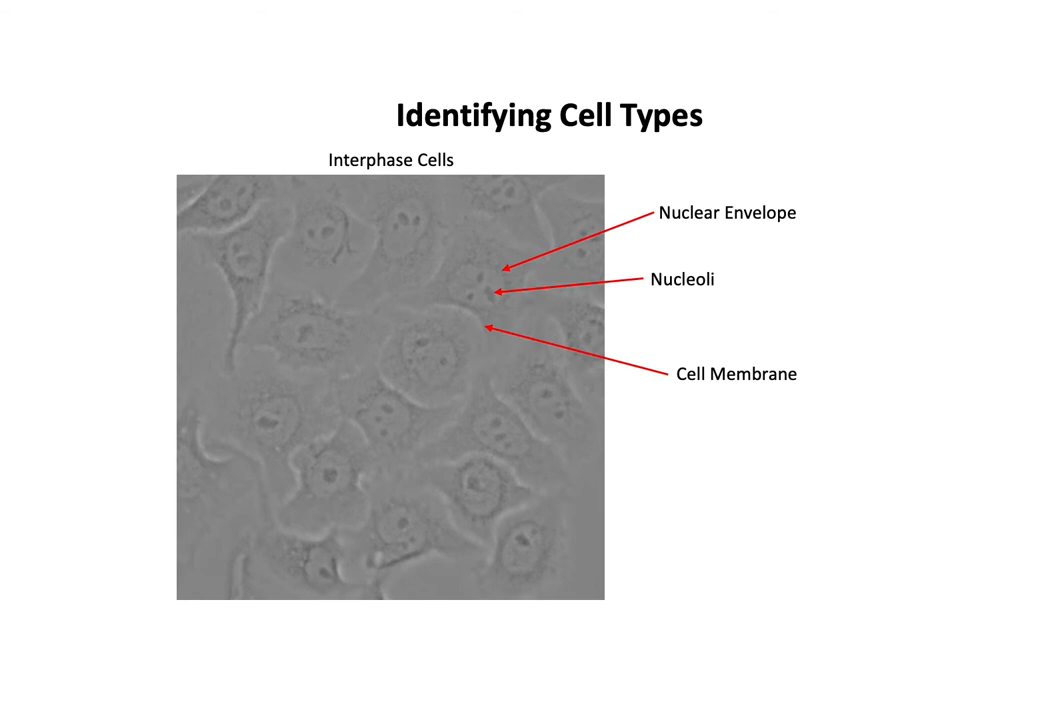 Identifying Cell Types
Interphase Cells
Nuclear Envelope
Nucleoli
Cell Membrane